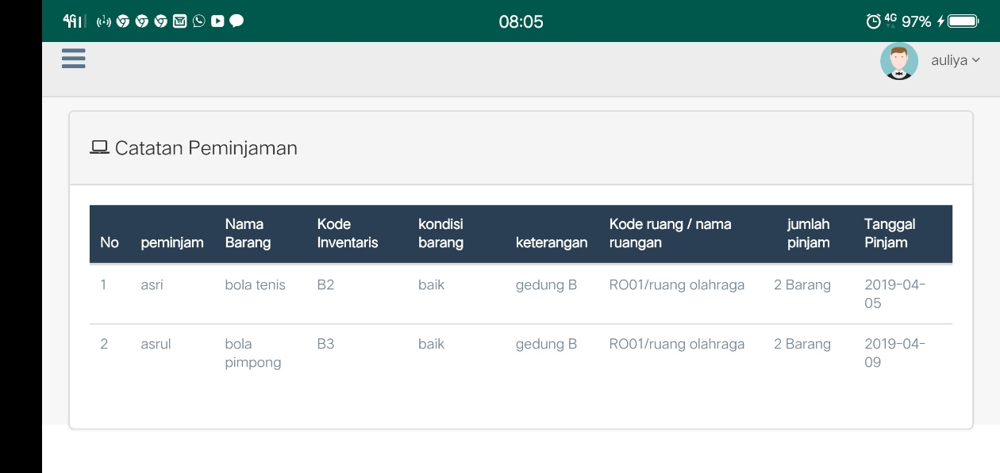 4G 08:05 4G 97%
auliya
Catatan Peminjaman
No peminjam Nama Barang Kode Inventaris kondisi barang keterangan Kode ruang / nama ruangan jumlah pinjam Tanggal Pinjam
1 asri bola tenis B2 baik gedung B RO01/ruang olahraga 2 Barang 2019-04-05
2 asrul bola pimpong B3 baik gedung B RO01/ruang olahraga 2 Barang 2019-04-09